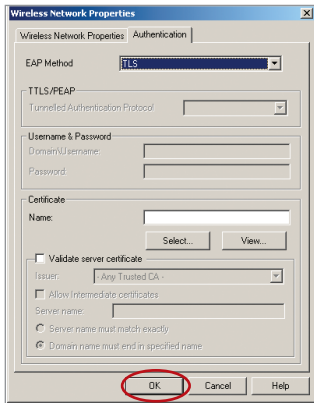 Wireless Network Properties
Wireless Network Properties Authentication
EAP Method TLS
TTLS/PEAP
Tunnelled Authentication Protocol
Username & Password
Domain\Username:
Password:
Certificate
Name:
Select... View...
Validate server certificate
Issuer: - Any Trusted CA -
Allow Intermediate certificates
Server name:
Server name must match exactly
Domain name must end in specified name
OK Cancel Help